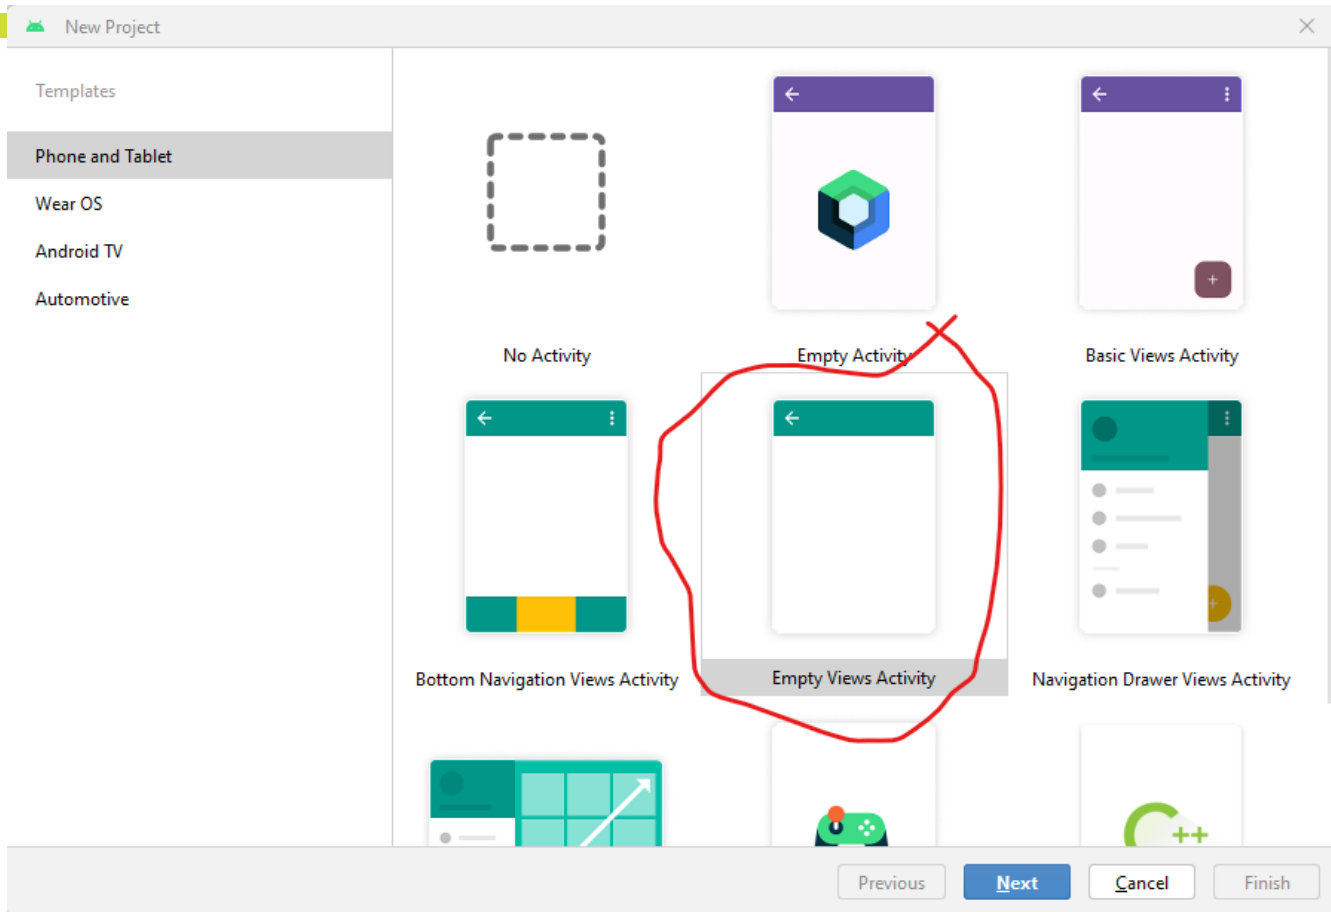 New Project
Templates
Phone and Tablet
Wear OS
Android TV
Automotive
No Activity
Empty Activity
Basic Views Activity
Bottom Navigation Views Activity
Empty Views Activity
Navigation Drawer Views Activity
++
Previous
Next
Cancel
Finish